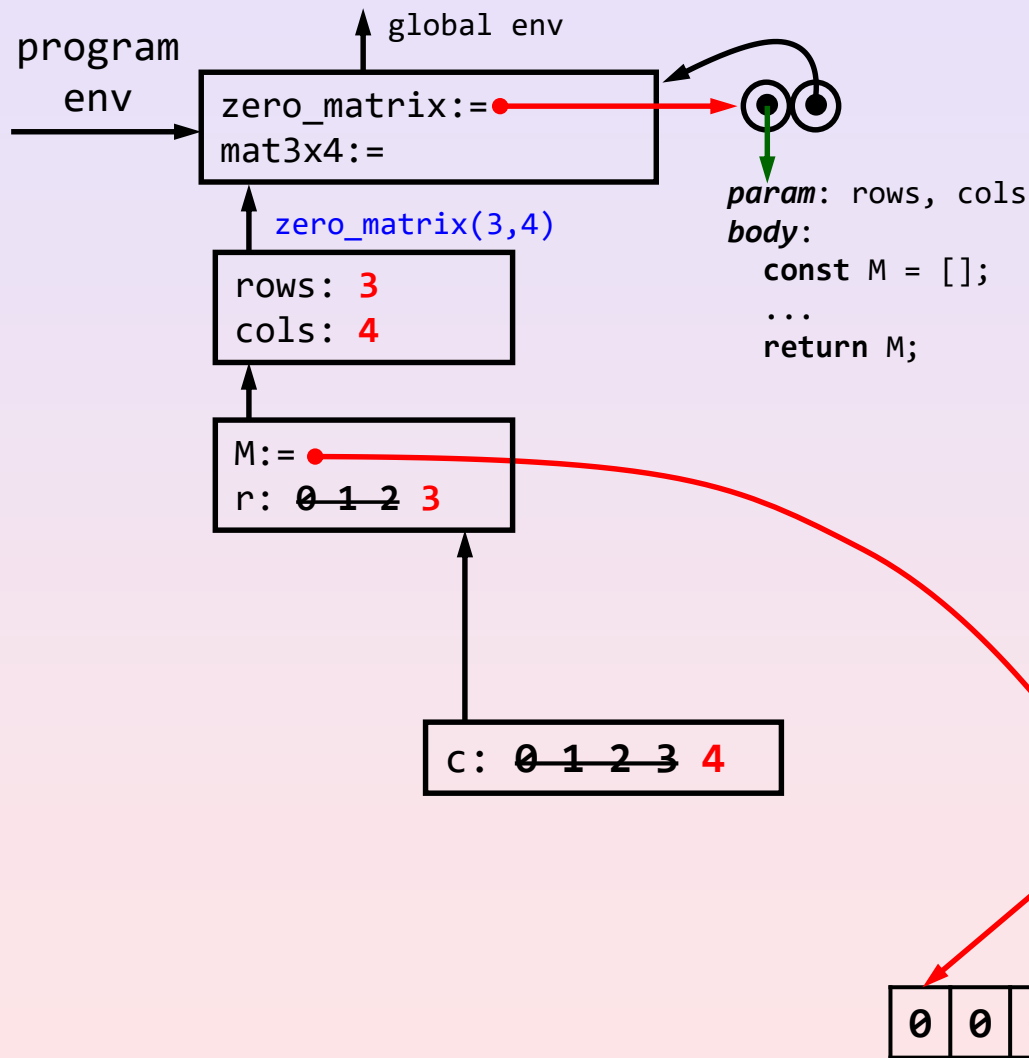 global env
program
env
zero_matrix:=
mat3x4:=
zero_matrix(3,4)
param: rows, cols
body:
const M = [];
...
return M;
rows: 3
cols: 4
M:=
r: 0 1 2 3
c: 0 1 2 3 4
0 0